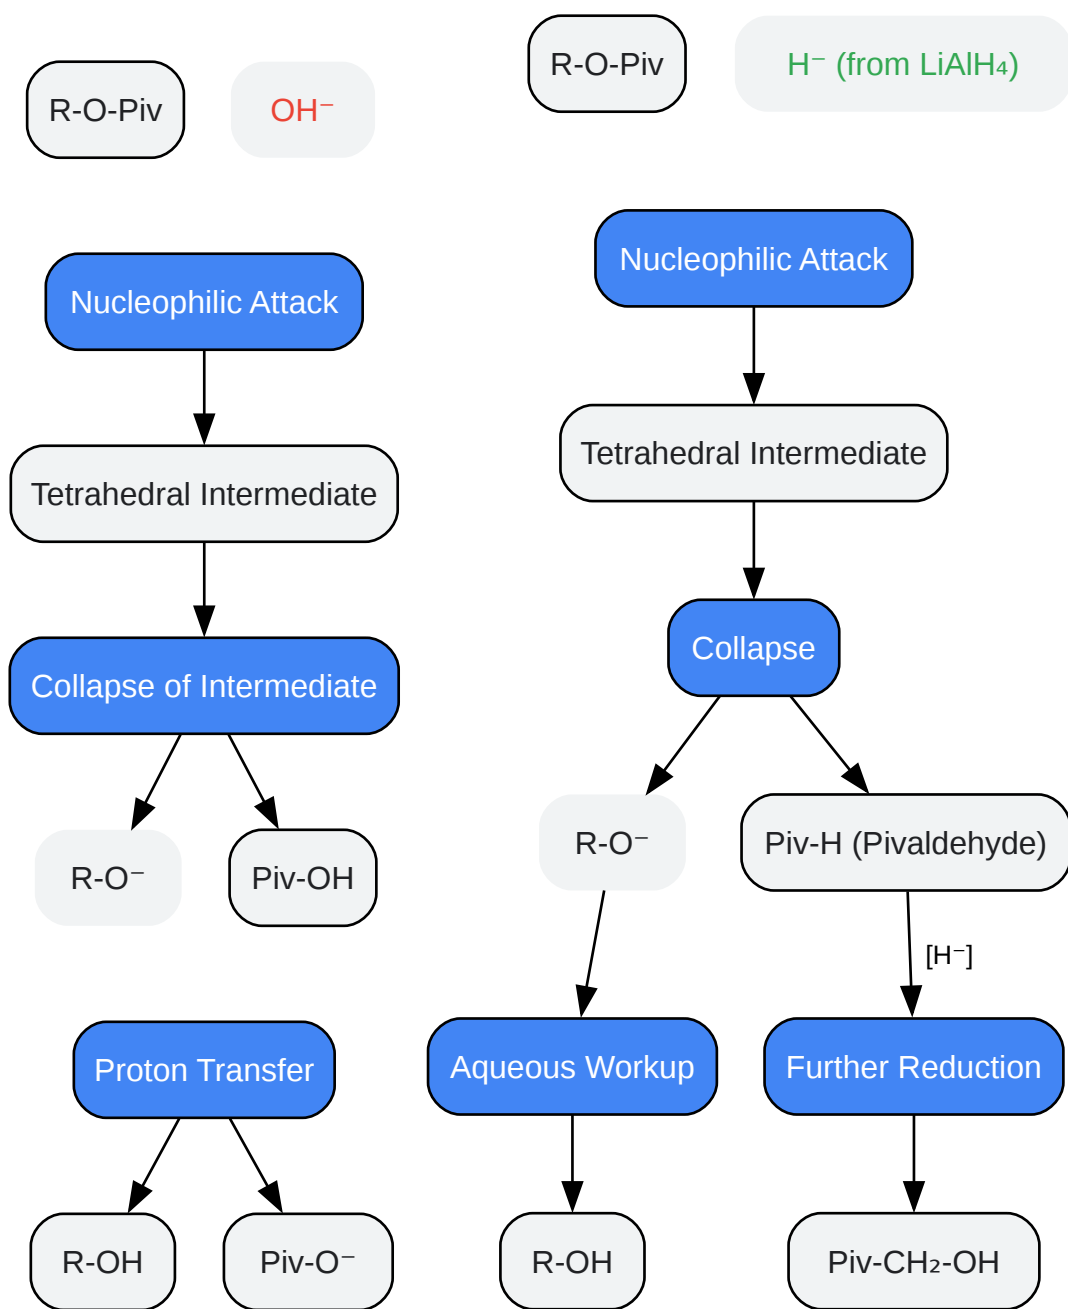 R-O-Piv
OH⁻
Nucleophilic Attack
Tetrahedral Intermediate
Collapse of Intermediate
R-O⁻
Piv-OH
Proton Transfer
R-OH
Piv-O⁻
R-O-Piv
H⁻ (from LiAlH₄)
Nucleophilic Attack
Tetrahedral Intermediate
Collapse
R-O⁻
Piv-H (Pivaldehyde)
[H⁻]
Aqueous Workup
Further Reduction
R-OH
Piv-CH₂-OH